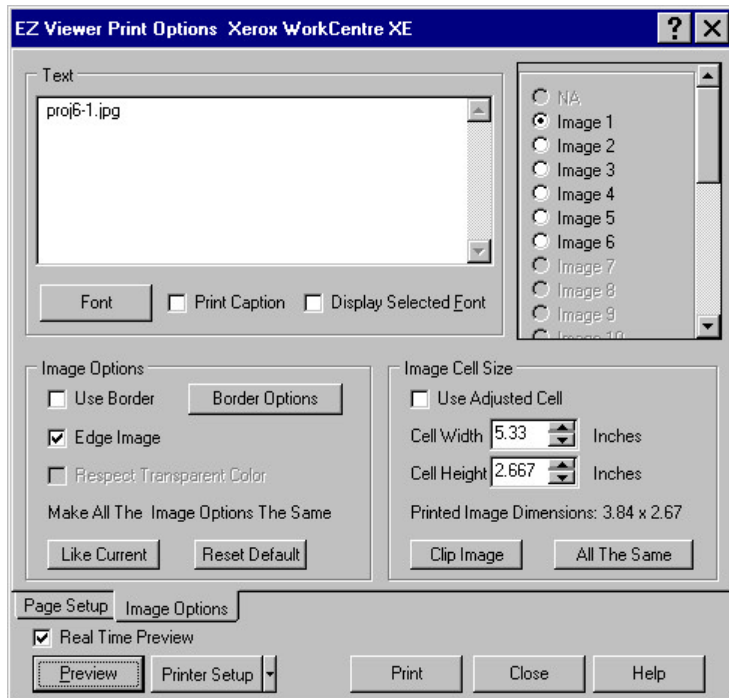 EZ Viewer Print Options  Xerox WorkCentre XE
Text
proj6-1.jpg
Font
Print Caption
Display Selected Font
NA
Image 1
Image 2
Image 3
Image 4
Image 5
Image 6
Image 7
Image 8
Image 9
Image 10
Image Options
Use Border
Border Options
Edge Image
Respect Transparent Color
Make All The  Image Options The Same
Like Current
Reset Default
Image Cell Size
Use Adjusted Cell
Cell Width 5.33 Inches
Cell Height 2.667 Inches
Printed Image Dimensions: 3.84 x 2.67
Clip Image
All The Same
Page Setup
Image Options
Real Time Preview
Preview
Printer Setup
Print
Close
Help